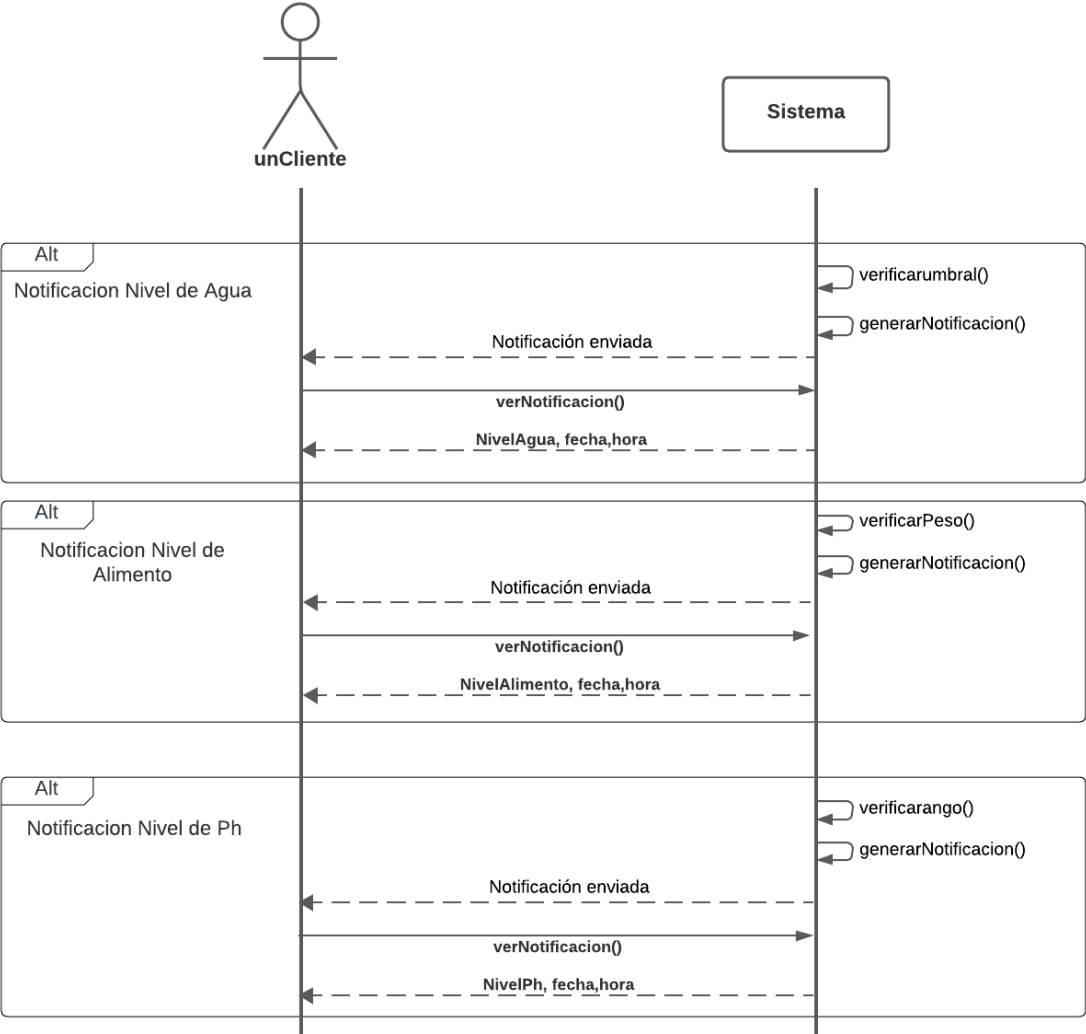 unCliente
Sistema
Alt
Notificacion Nivel de Agua
verificarumbral()
generarNotificacion()
Notificación enviada
verNotificacion()
NivelAgua, fecha,hora
Alt
Notificacion Nivel de
Alimento
verificarPeso()
generarNotificacion()
Notificación enviada
verNotificacion()
NivelAlimento, fecha,hora
Alt
Notificacion Nivel de Ph
verificarango()
generarNotificacion()
Notificación enviada
verNotificacion()
NivelPh, fecha,hora